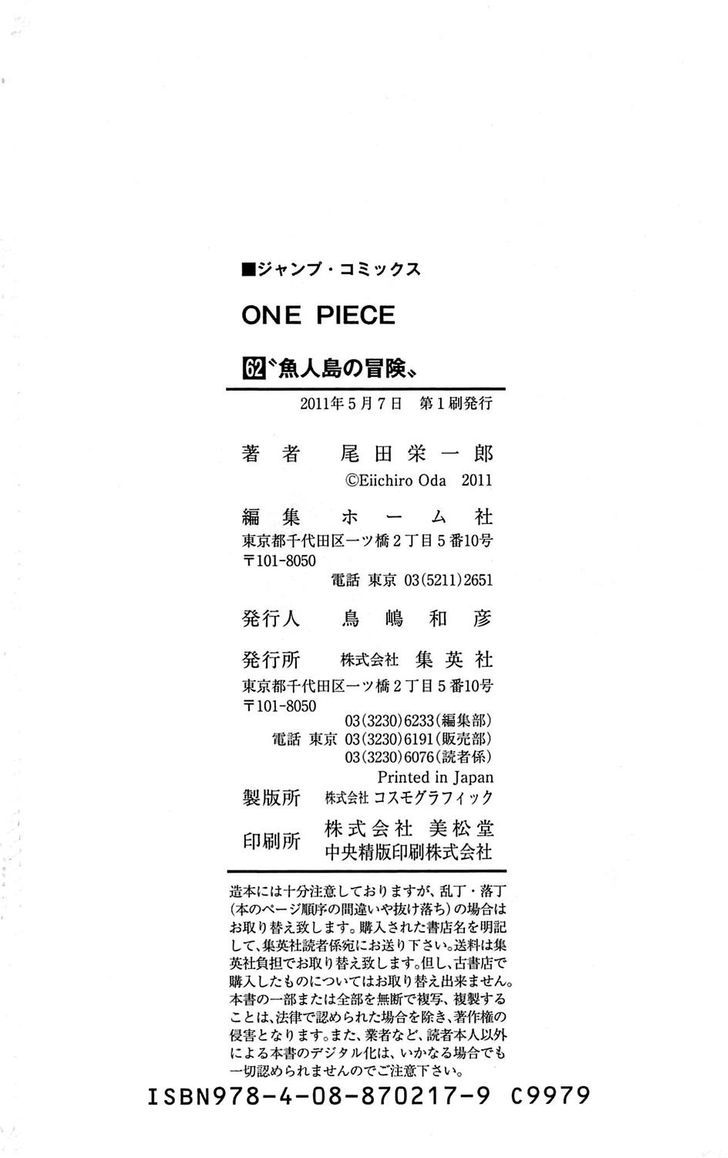 ■ジャンプ・コミックス
ONE PIECE
62〝魚人島の冒険〟
2011年5月7日 第1刷発行
著者 尾田栄一郎
©Eiichiro Oda 2011
編集 ホーム社
東京都千代田区一ツ橋2丁目5番10号
〒101-8050
電話 東京 03(5211)2651
発行人 鳥嶋和彦
発行所 株式会社 集英社
東京都千代田区一ツ橋2丁目5番10号
〒101-8050
03(3230)6233(編集部)
電話 東京 03(3230)6191(販売部)
03(3230)6076(読者係)
Printed in Japan
製版所 株式会社 コスモグラフィック
印刷所 株式会社 美松堂
中央精版印刷株式会社
造本には十分注意しておりますが、乱丁・落丁
(本のページ順序の間違いや抜け落ち)の場合は
お取り替え致します。購入された書店名を明記
して、集英社読者係宛にお送り下さい。送料は集
英社負担でお取り替え致します。但し、古書店で
購入したものについてはお取り替え出来ません。
本書の一部または全部を無断で複写、複製する
ことは、法律で認められた場合を除き、著作権の
侵害となります。また、業者など、読者本人以外
による本書のデジタル化は、いかなる場合でも
一切認められませんのでご注意下さい。
ISBN978-4-08-870217-9 C9979